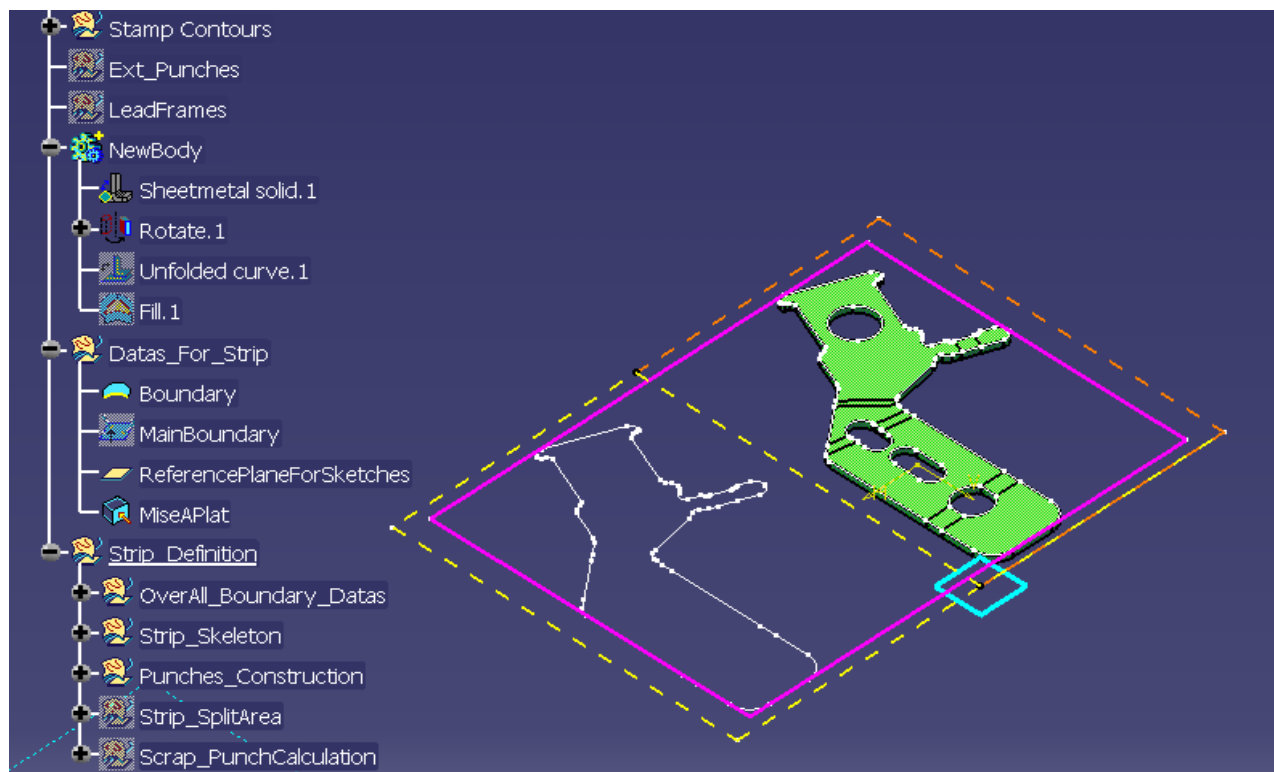 Stamp Contours
Ext_Punches
LeadFrames
NewBody
Sheetmetal solid.1
Rotate.1
Unfolded curve.1
Fill.1
Datas_For_Strip
Boundary
MainBoundary
ReferencePlaneForSketches
MiseAPlat
Strip_Definition
OverAll_Boundary_Datas
Strip_Skeleton
Punches_Construction
Strip_SplitArea
Scrap_PunchCalculation